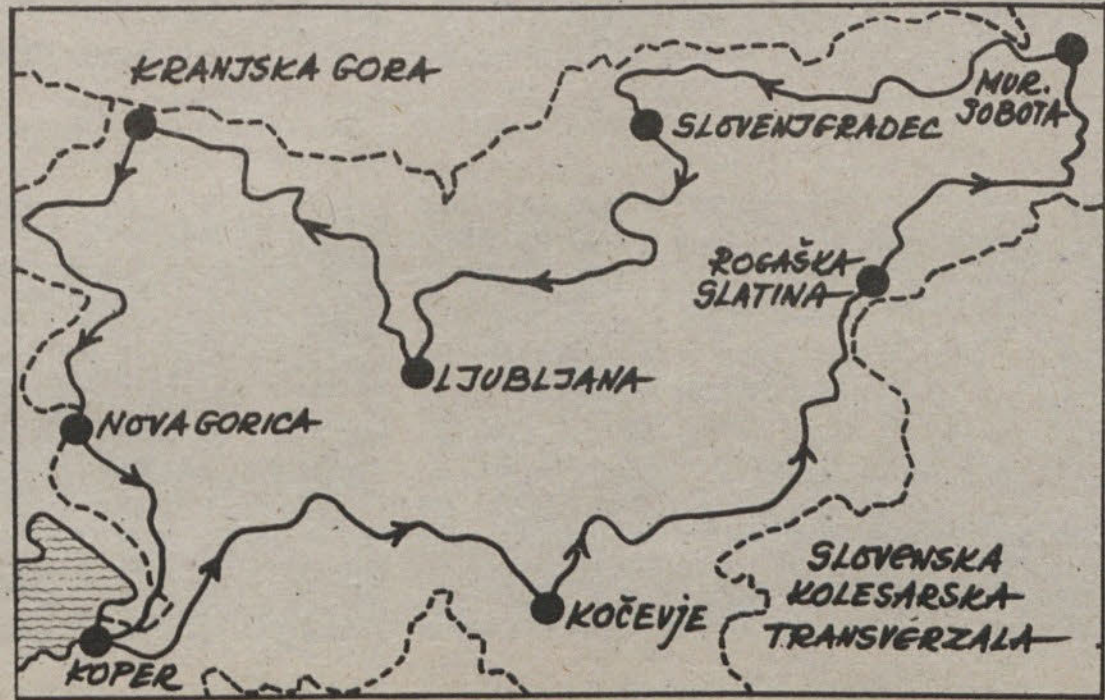 KRANJSKA GORA
MUR.
SOBOTA
SLOVENJGRADEC
ROGAŠKA
SLATINA
LJUBLJANA
NOVA GORICA
SLOVENSKA
KOLESARSKA
TRANSVERZALA
KOČEVJE
KOPER